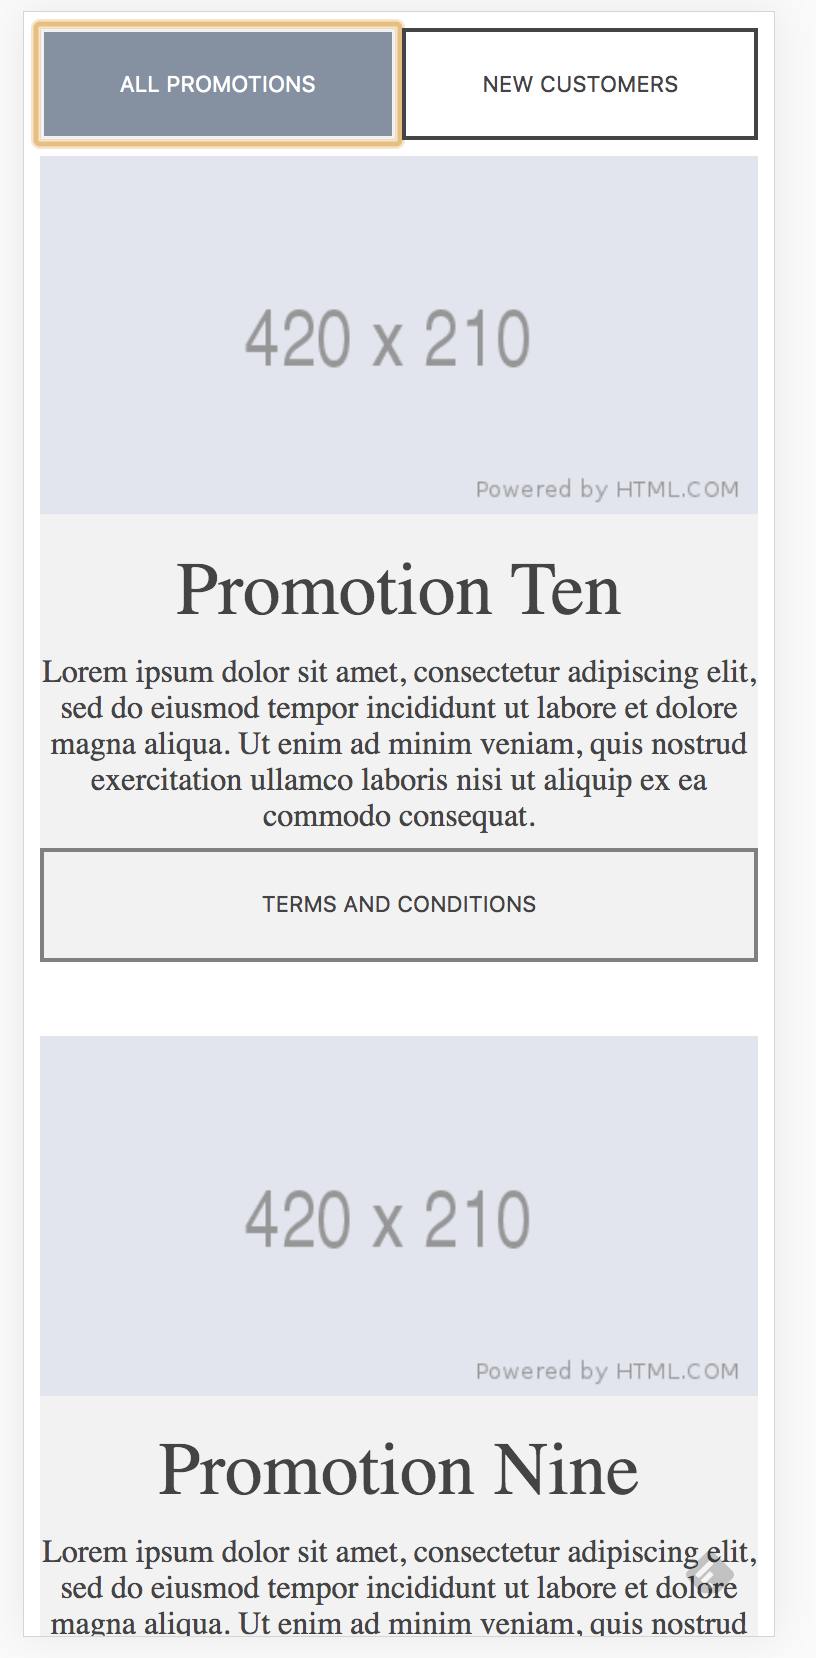 ALL PROMOTIONS
NEW CUSTOMERS
420 x 210
Powered by HTML.COM
Promotion Ten
Lorem ipsum dolor sit amet, consectetur adipiscing elit,
sed do eiusmod tempor incididunt ut labore et dolore
magna aliqua. Ut enim ad minim veniam, quis nostrud
exercitation ullamco laboris nisi ut aliquip ex ea
commodo consequat.
TERMS AND CONDITIONS
420 x 210
Powered by HTML.COM
Promotion Nine
Lorem ipsum dolor sit amet, consectetur adipiscing elit,
sed do eiusmod tempor incididunt ut labore et dolore
magna aliqua. Ut enim ad minim veniam, quis nostrud